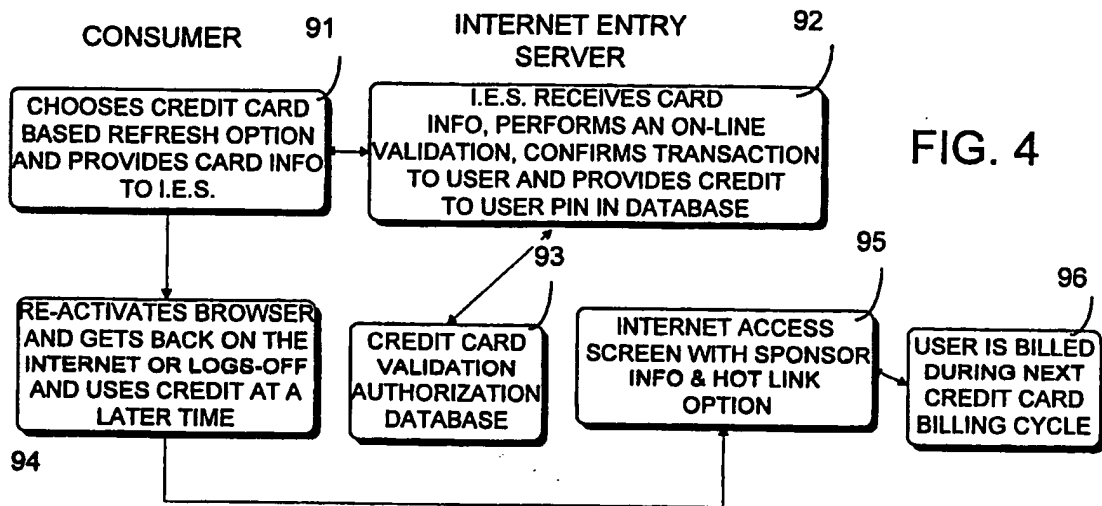 CONSUMER
91
INTERNET ENTRY
SERVER
92
CHOOSES CREDIT CARD
BASED REFRESH OPTION
AND PROVIDES CARD INFO
TO I.E.S.
I.E.S. RECEIVES CARD
INFO, PERFORMS AN ON-LINE
VALIDATION, CONFIRMS TRANSACTION
TO USER AND PROVIDES CREDIT
TO USER PIN IN DATABASE
FIG. 4
RE-ACTIVATES BROWSER
AND GETS BACK ON THE
INTERNET OR LOGS-OFF
AND USES CREDIT AT A
LATER TIME
94
93
CREDIT CARD
VALIDATION
AUTHORIZATION
DATABASE
95
INTERNET ACCESS
SCREEN WITH SPONSOR
INFO & HOT LINK
OPTION
96
USER IS BILLED
DURING NEXT
CREDIT CARD
BILLING CYCLE